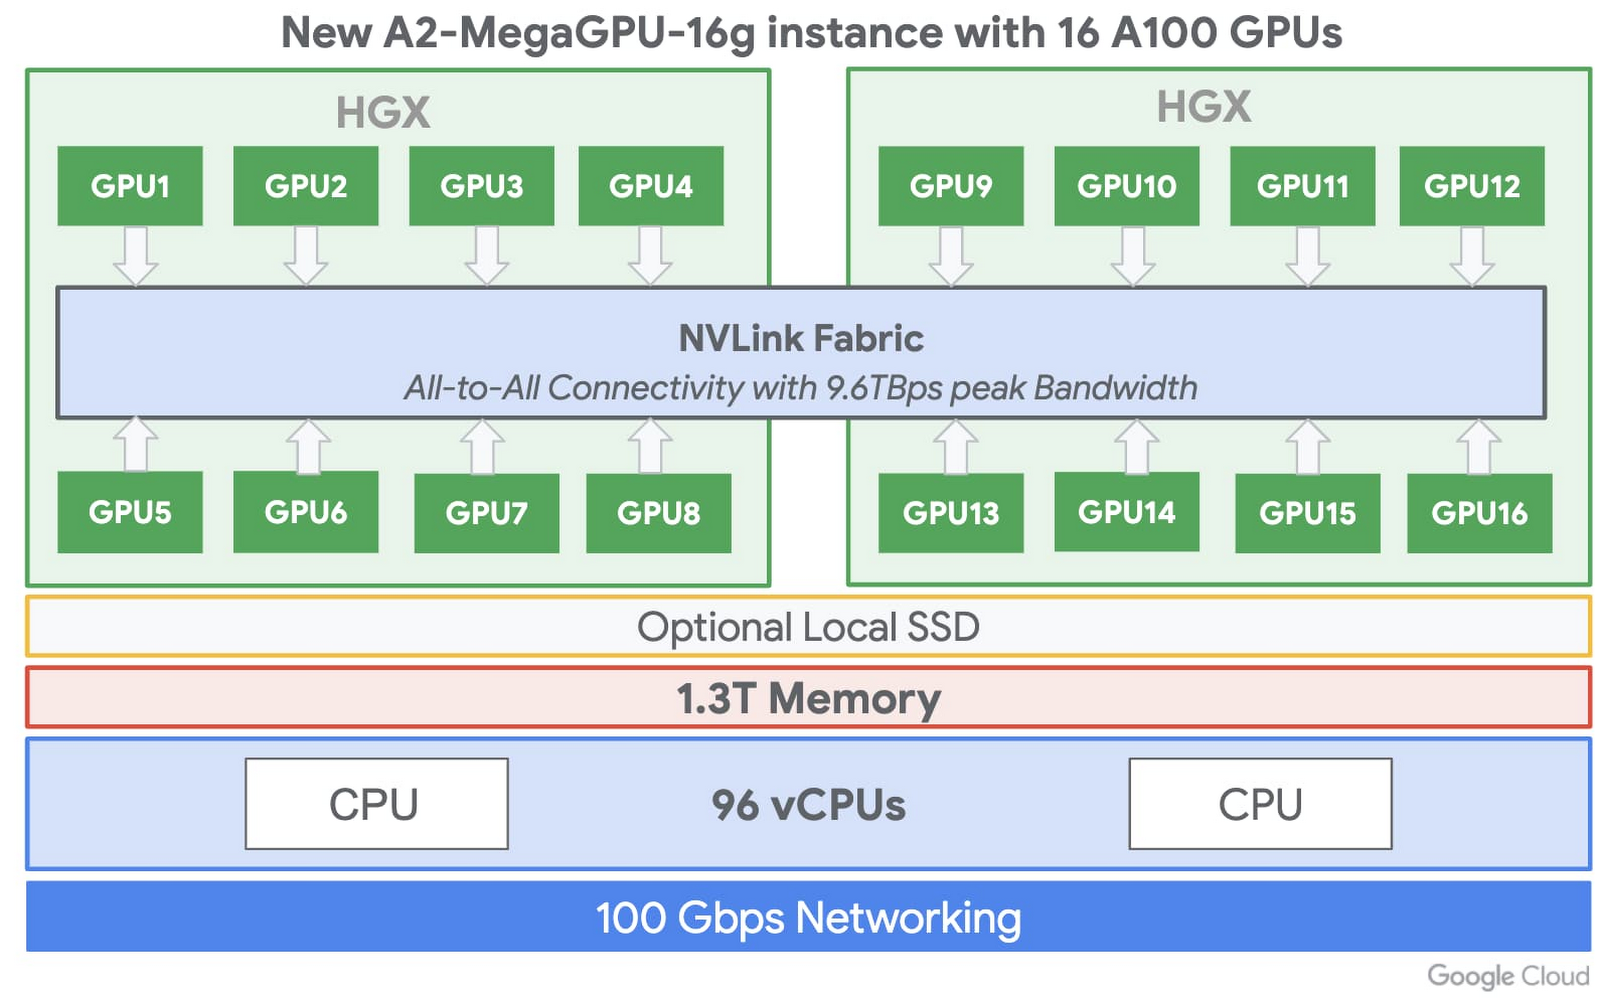 New A2-MegaGPU-16g instance with 16 A100 GPUs
HGX
HGX
GPU1
GPU2
GPU3
GPU4
GPU9
GPU10
GPU11
GPU12
NVLink Fabric
All-to-All Connectivity with 9.6TBps peak Bandwidth
GPU5
GPU6
GPU7
GPU8
GPU13
GPU14
GPU15
GPU16
Optional Local SSD
1.3T Memory
CPU
96 vCPUs
CPU
100 Gbps Networking
Google Cloud